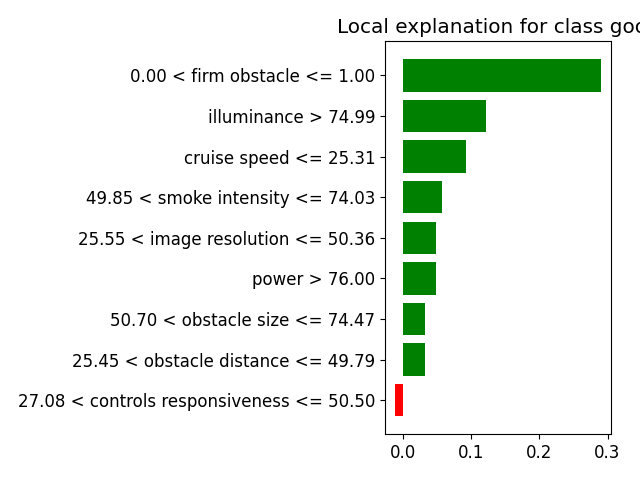 Local explanation for class goo
0.00 < firm obstacle <= 1.00
illuminance > 74.99
cruise speed <= 25.31
49.85 < smoke intensity <= 74.03
25.55 < image resolution <= 50.36
power > 76.00
50.70 < obstacle size <= 74.47
25.45 < obstacle distance <= 49.79
27.08 < controls responsiveness <= 50.50
0.0 0.1 0.2 0.3